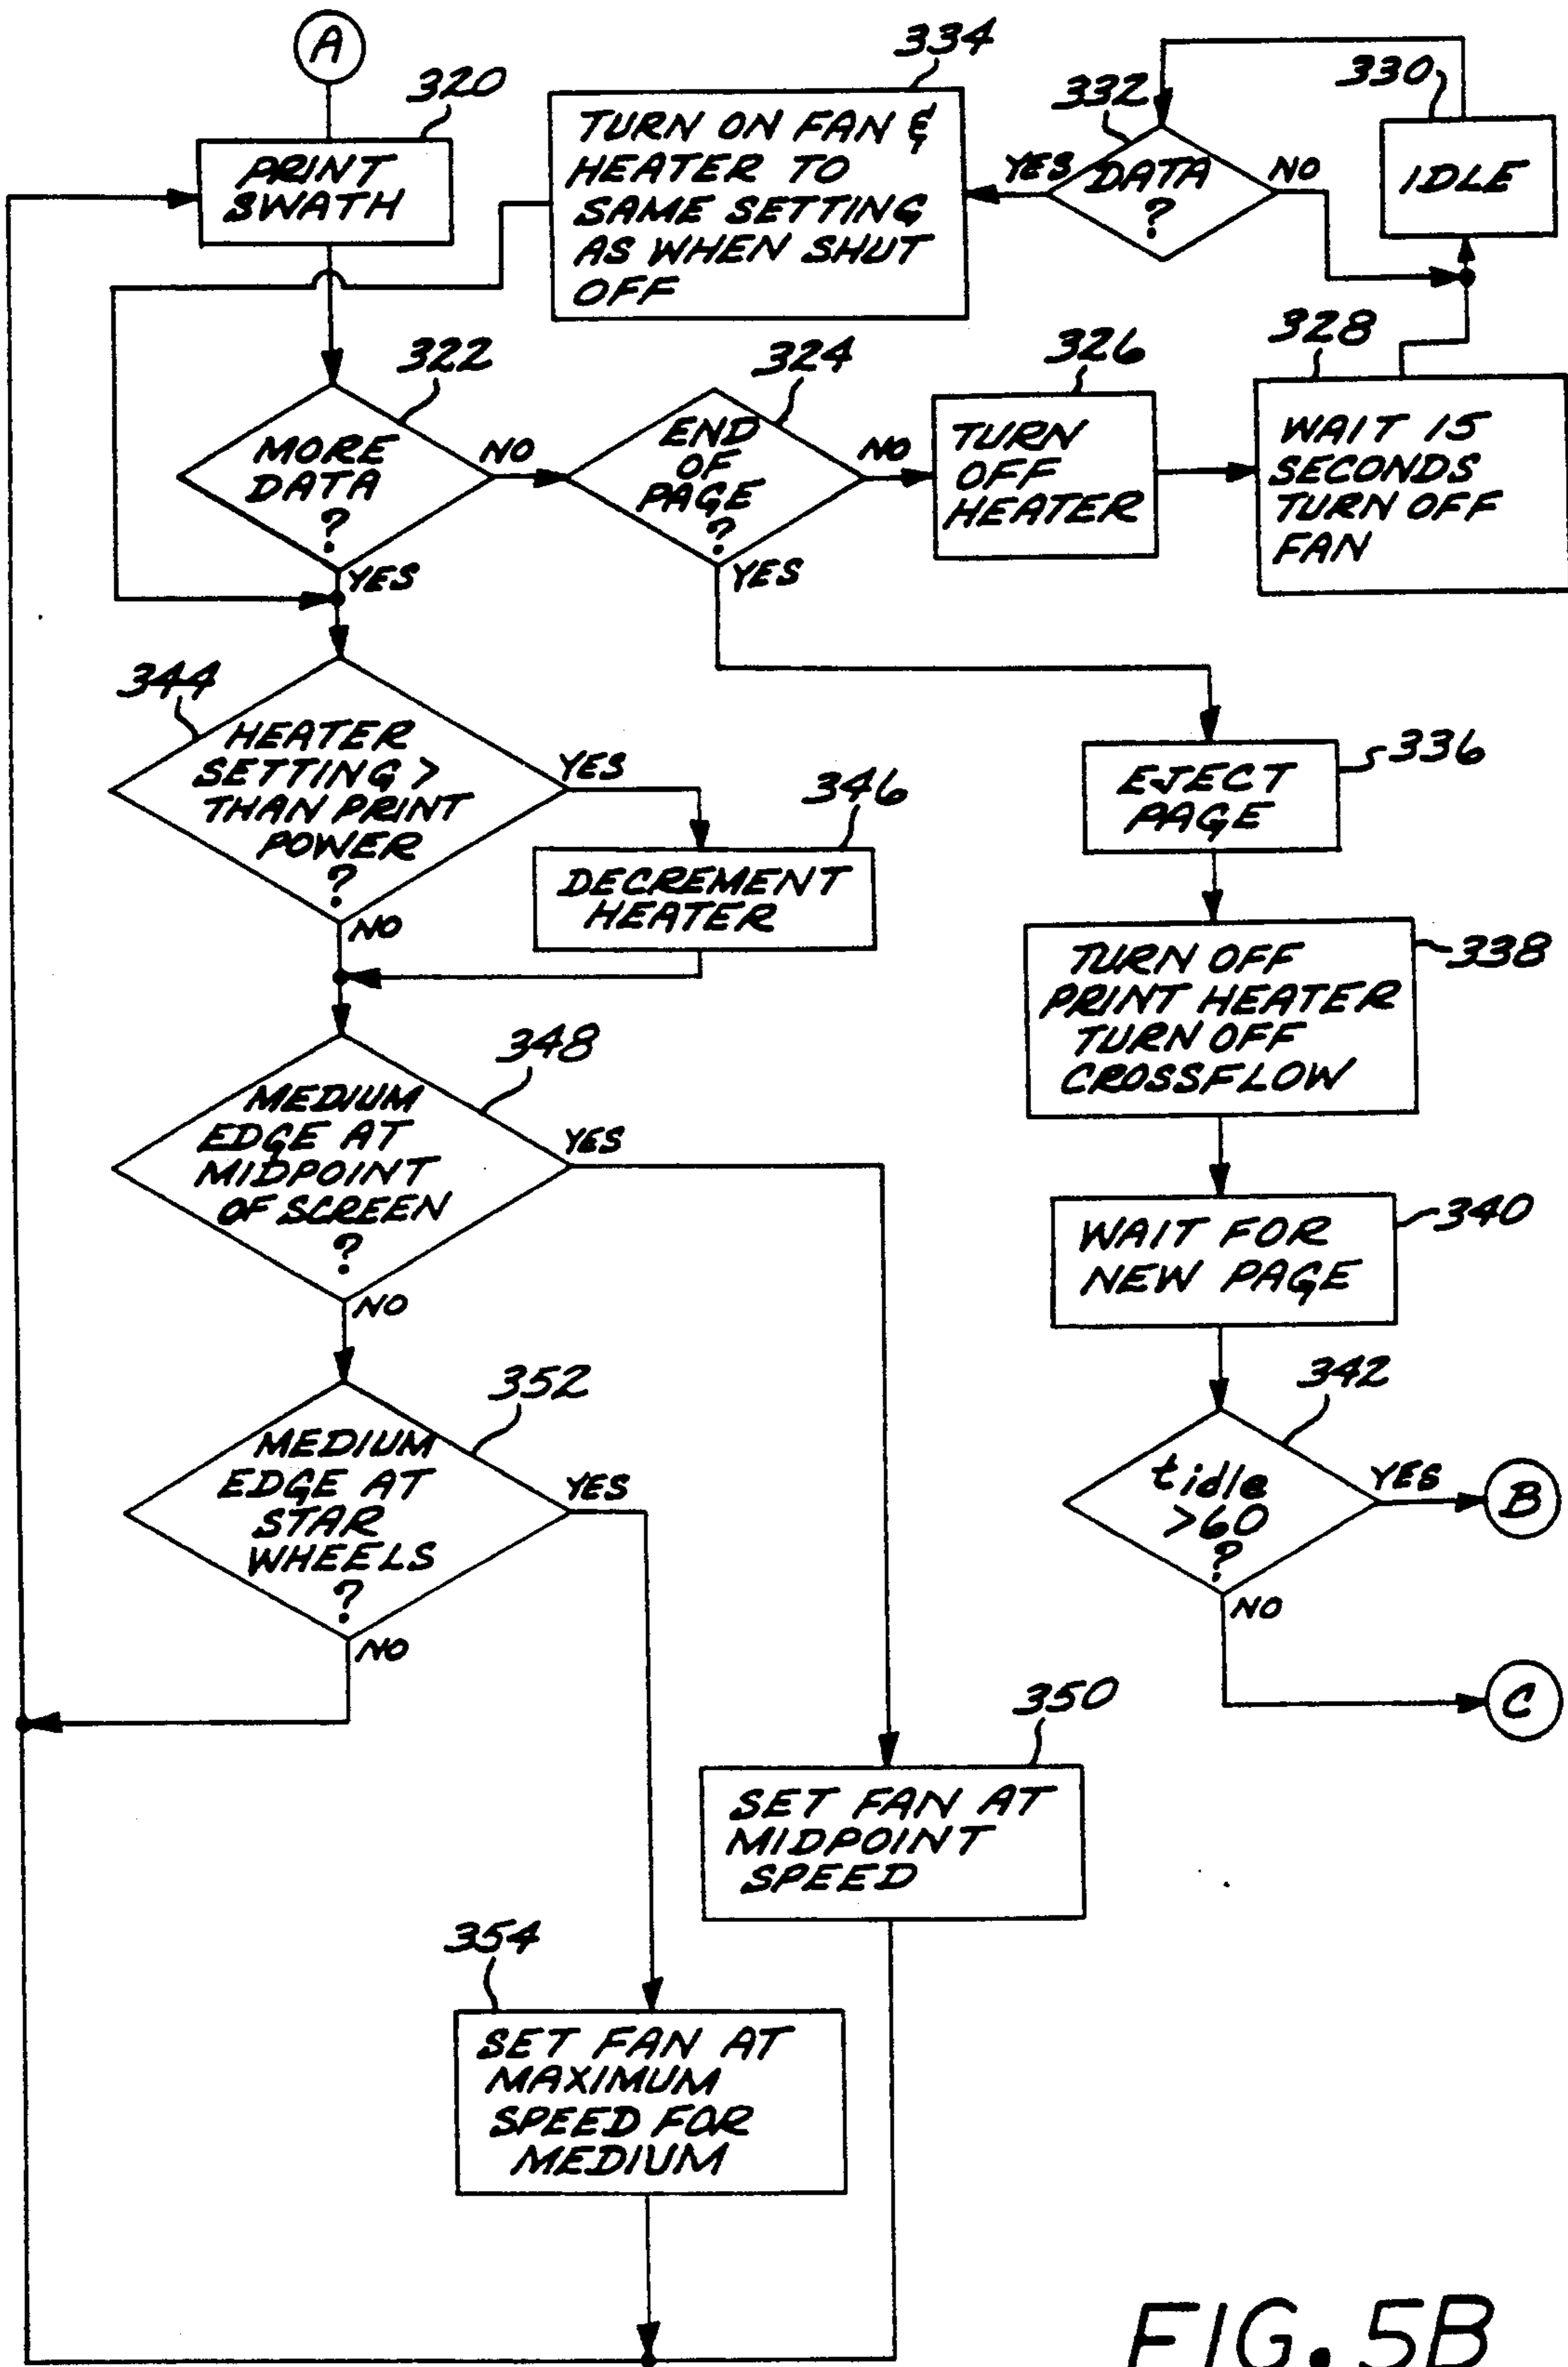 A
320
PRINT
SWATH
334
TURN ON FAN &
HEATER TO
SAME SETTING
AS WHEN SHUT
OFF
332
YES
DATA
?
NO
330
IDLE
322
MORE
DATA
?
NO
YES
324
END
OF
PAGE
?
NO
YES
326
TURN
OFF
HEATER
328
WAIT 15
SECONDS
TURN OFF
FAN
344
HEATER
SETTING >
THAN PRINT
POWER
?
YES
NO
346
DECREMENT
HEATER
336
EJECT
PAGE
338
TURN OFF
PRINT HEATER
TURN OFF
CROSSFLOW
348
MEDIUM
EDGE AT
MIDPOINT
OF SCREEN
?
YES
NO
340
WAIT FOR
NEW PAGE
342
tidle
>60
?
YES
B
NO
C
352
MEDIUM
EDGE AT
STAR
WHEELS
?
YES
NO
350
SET FAN AT
MIDPOINT
SPEED
354
SET FAN AT
MAXIMUM
SPEED FOR
MEDIUM
FIG. 5B